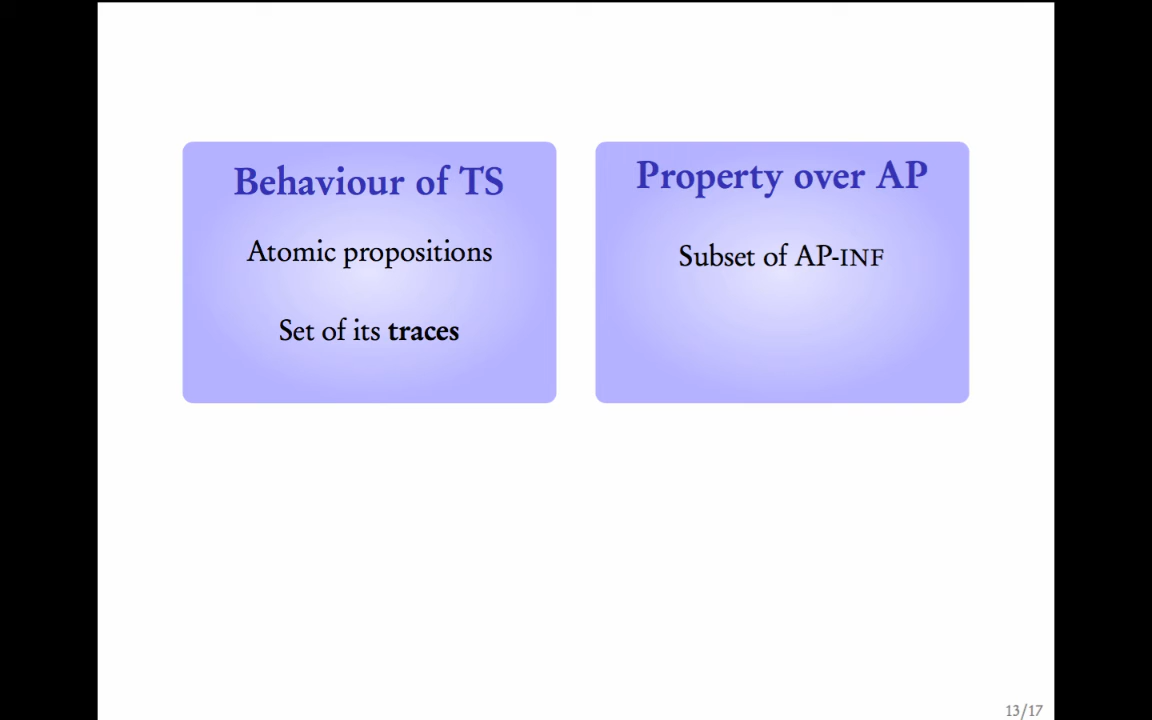 Behaviour of TS
Atomic propositions
Set of its traces
Property over AP
Subset of AP-INF
13/17